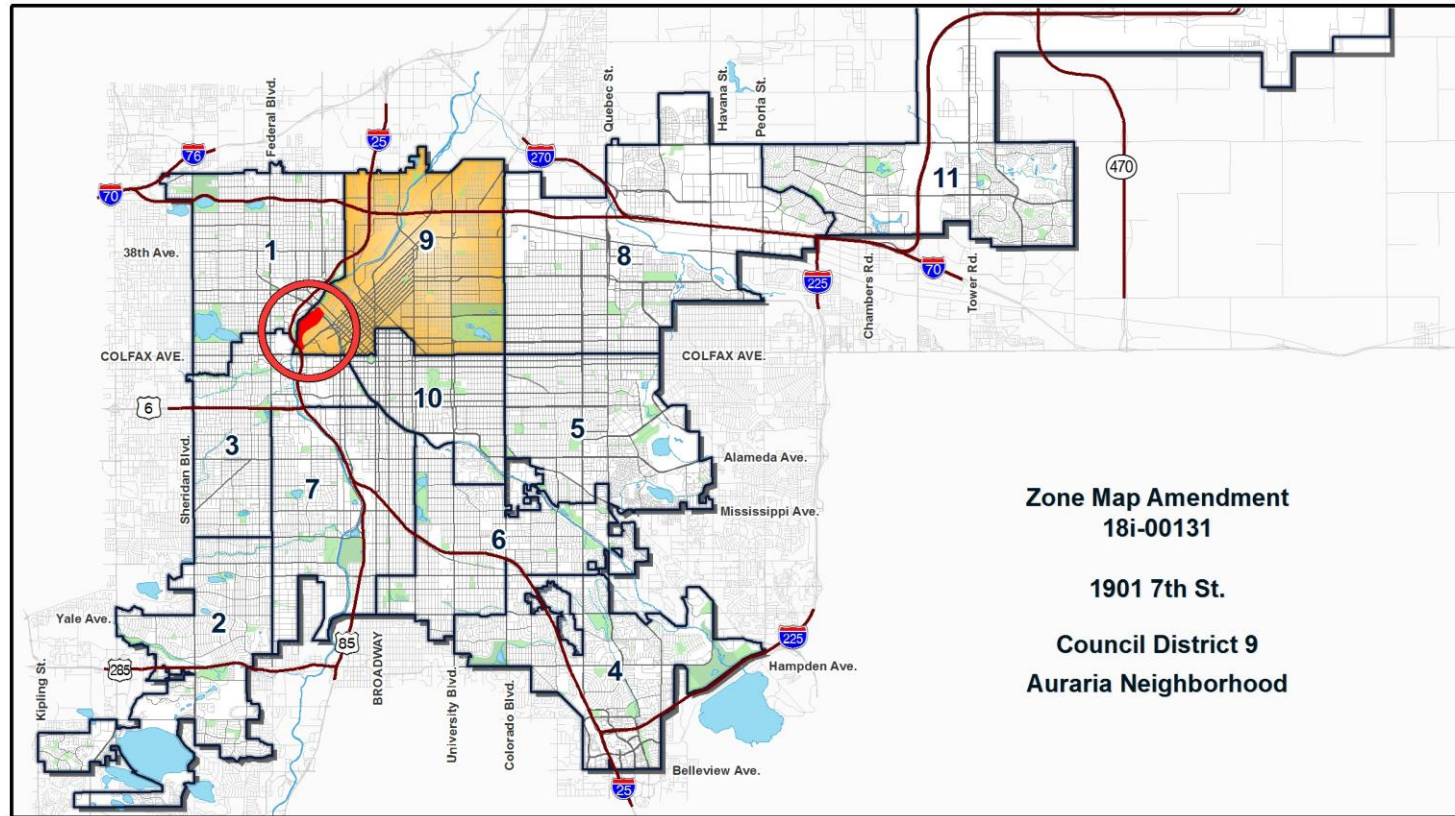 Federal Blvd.
Quebec St.
Havana St.
Peoria St.
76
25
270
70
470
11
38th Ave.
1
9
8
225
Chambers Rd.
70
Tower Rd.
COLFAX AVE.
COLFAX AVE.
6
10
5
3
Sheridan Blvd.
7
Alameda Ave.
Mississippi Ave.
6
Yale Ave.
2
285
85
BROADWAY
University Blvd.
Colorado Blvd.
Kipling St.
4
225
Hampden Ave.
Belleview Ave.
25
Zone Map Amendment
18i-00131
1901 7th St.
Council District 9
Auraria Neighborhood